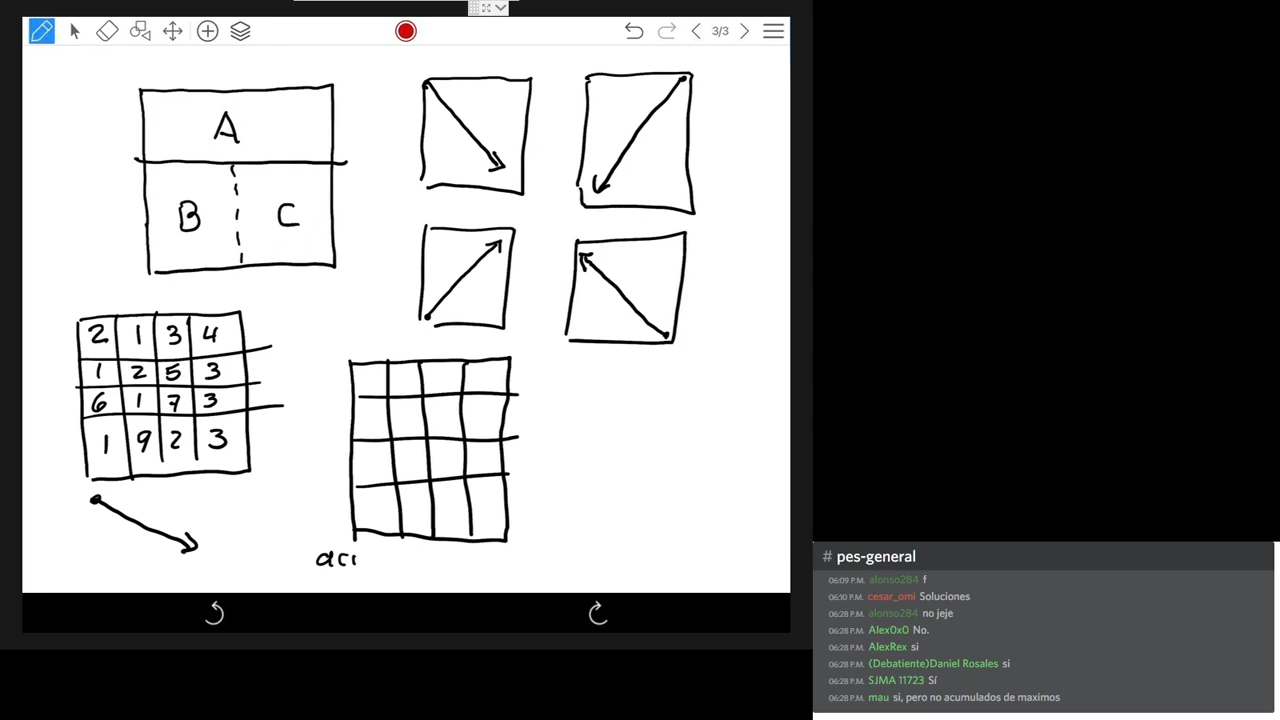 3/3
A
B C
2 1 3 4
1 2 5 3
6 1 7 3
1 9 2 3
# pes-general
06:09 P.M. alonso284 f
06:10 P.M. cesar_omi Soluciones
06:28 P.M. alonso284 no jeje
06:28 P.M. Alex0x0 No.
06:28 P.M. AlexRex si
06:28 P.M. (Debatiente)Daniel Rosales si
06:28 P.M. SJMA 11723 Sí
06:28 P.M. mau si, pero no acumulados de maximos